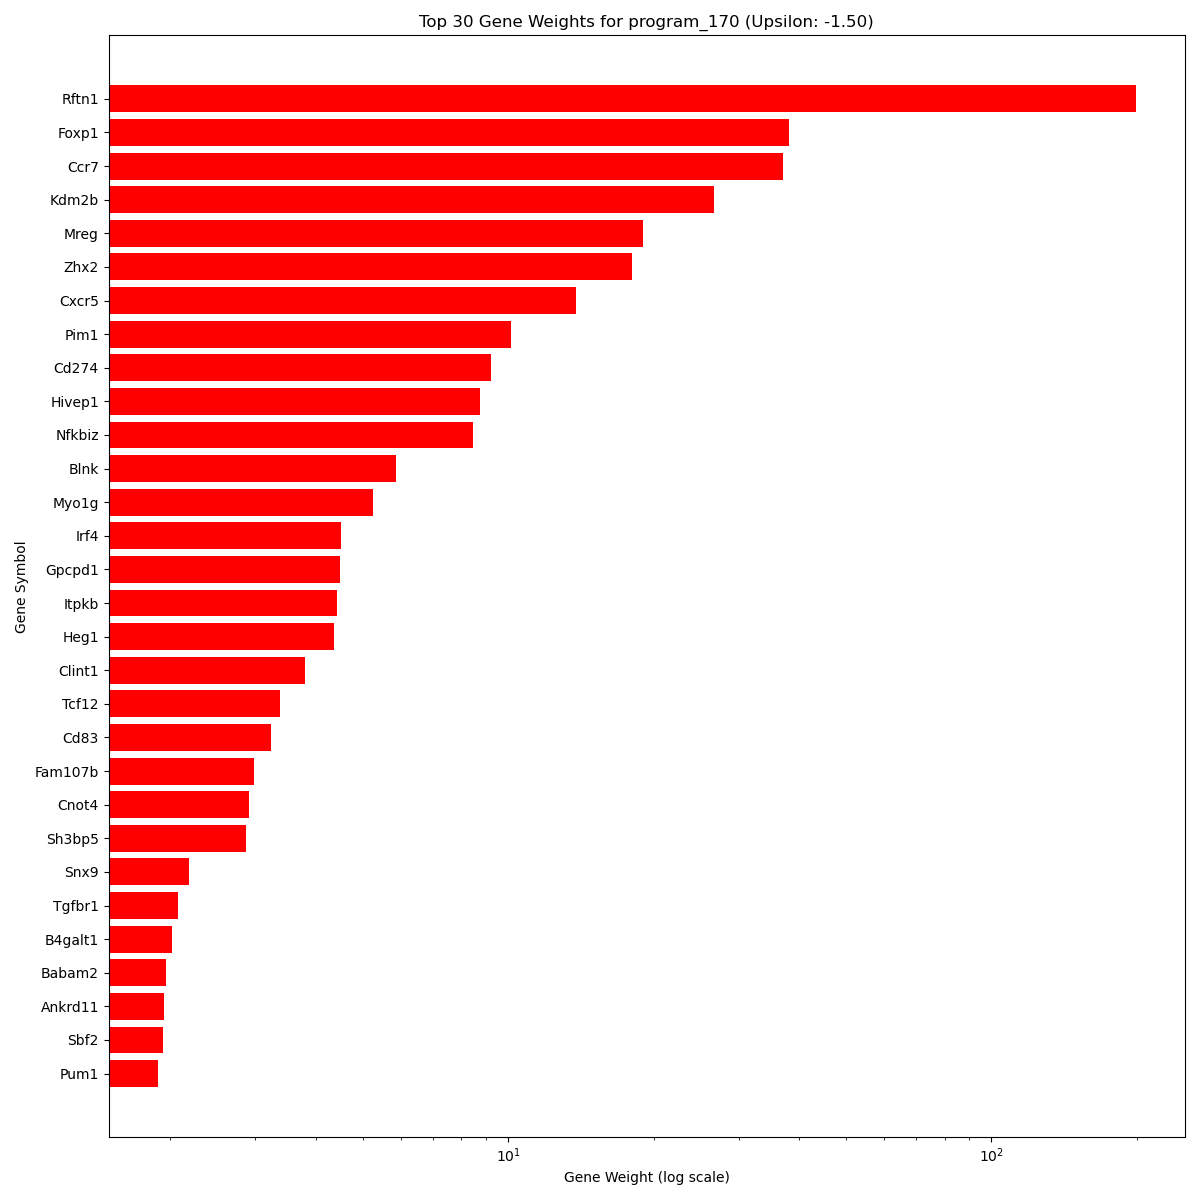 Top 30 Gene Weights for program_170 (Upsilon: -1.50)
Rftn1
Foxp1
Ccr7
Kdm2b
Mreg
Zhx2
Cxcr5
Pim1
Cd274
Hivep1
Nfkbiz
Blnk
Myo1g
Irf4
Gpcpd1
Itpkb
Heg1
Clint1
Tcf12
Cd83
Fam107b
Cnot4
Sh3bp5
Snx9
Tgfbr1
B4galt1
Babam2
Ankrd11
Sbf2
Pum1
Gene Symbol
10¹ 10²
Gene Weight (log scale)